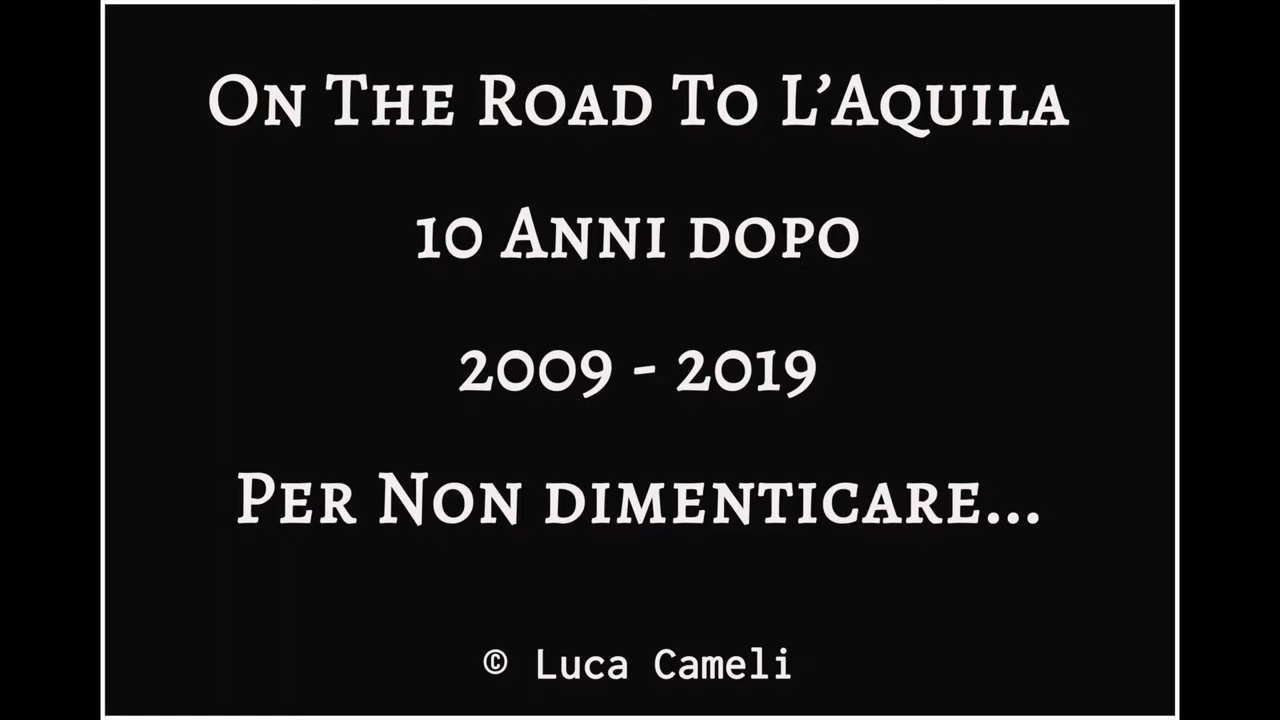 On The Road To L’Aquila
10 Anni dopo
2009 - 2019
Per Non dimenticare...
© Luca Cameli